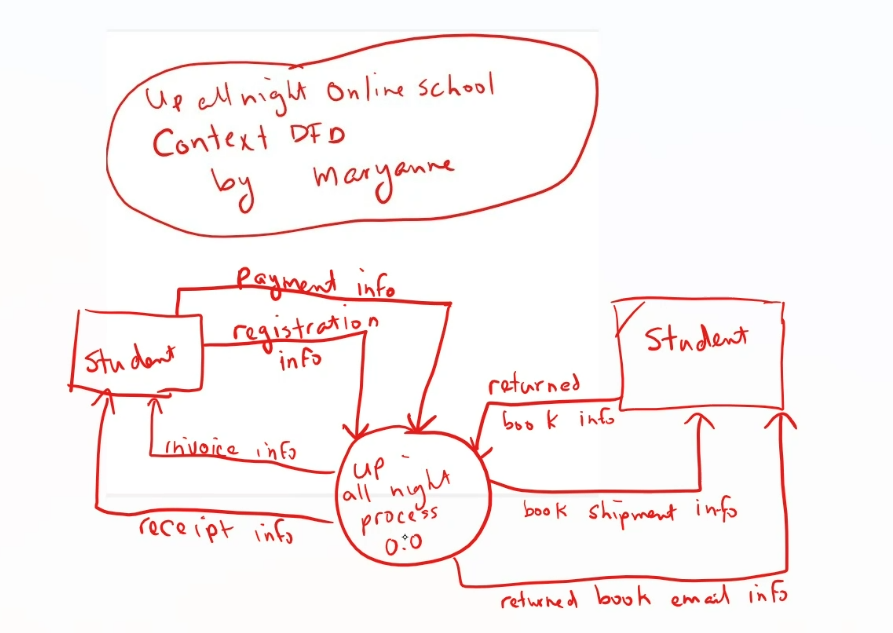 Up all night Online school
Context DFD
by Maryanne
Payment info
registration
info
Student
invoice info
receipt info
up
all night
process
0.0
Student
returned
book info
book shipment info
returned book email info